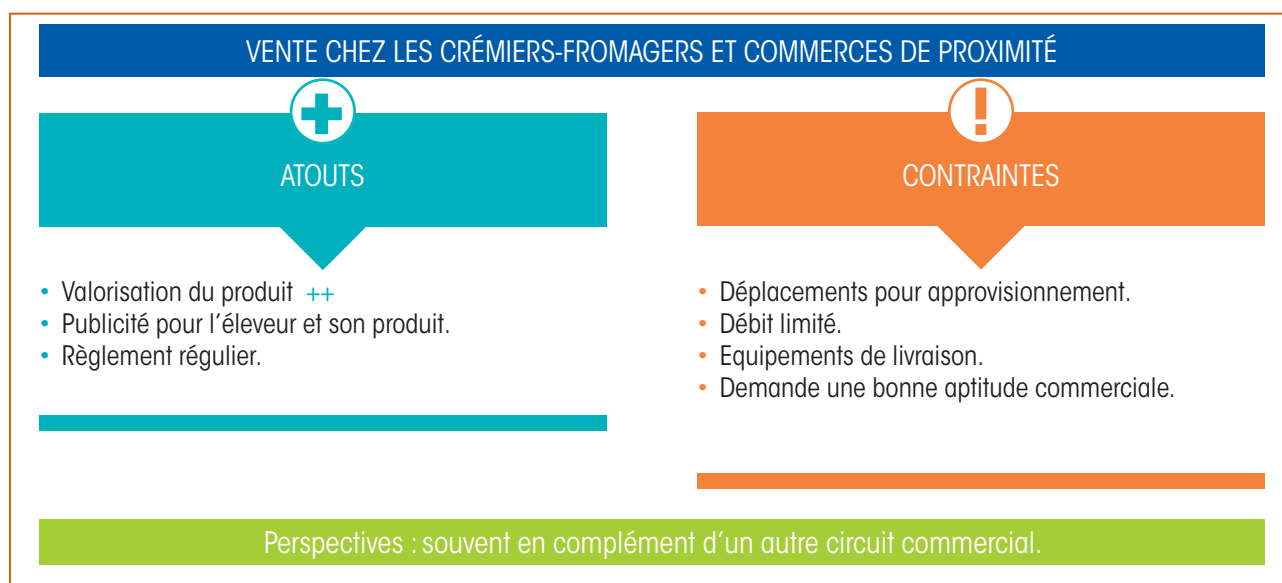 VENTE CHEZ LES CRÉMIERS-FROMAGERS ET COMMERCES DE PROXIMITÉ
ATOUTS
• Valorisation du produit ++
• Publicité pour l'éleveur et son produit.
• Règlement régulier.
CONTRAINTES
• Déplacements pour approvisionnement.
• Débit limité.
• Equipements de livraison.
• Demande une bonne aptitude commerciale.
Perspectives : souvent en complément d'un autre circuit commercial.